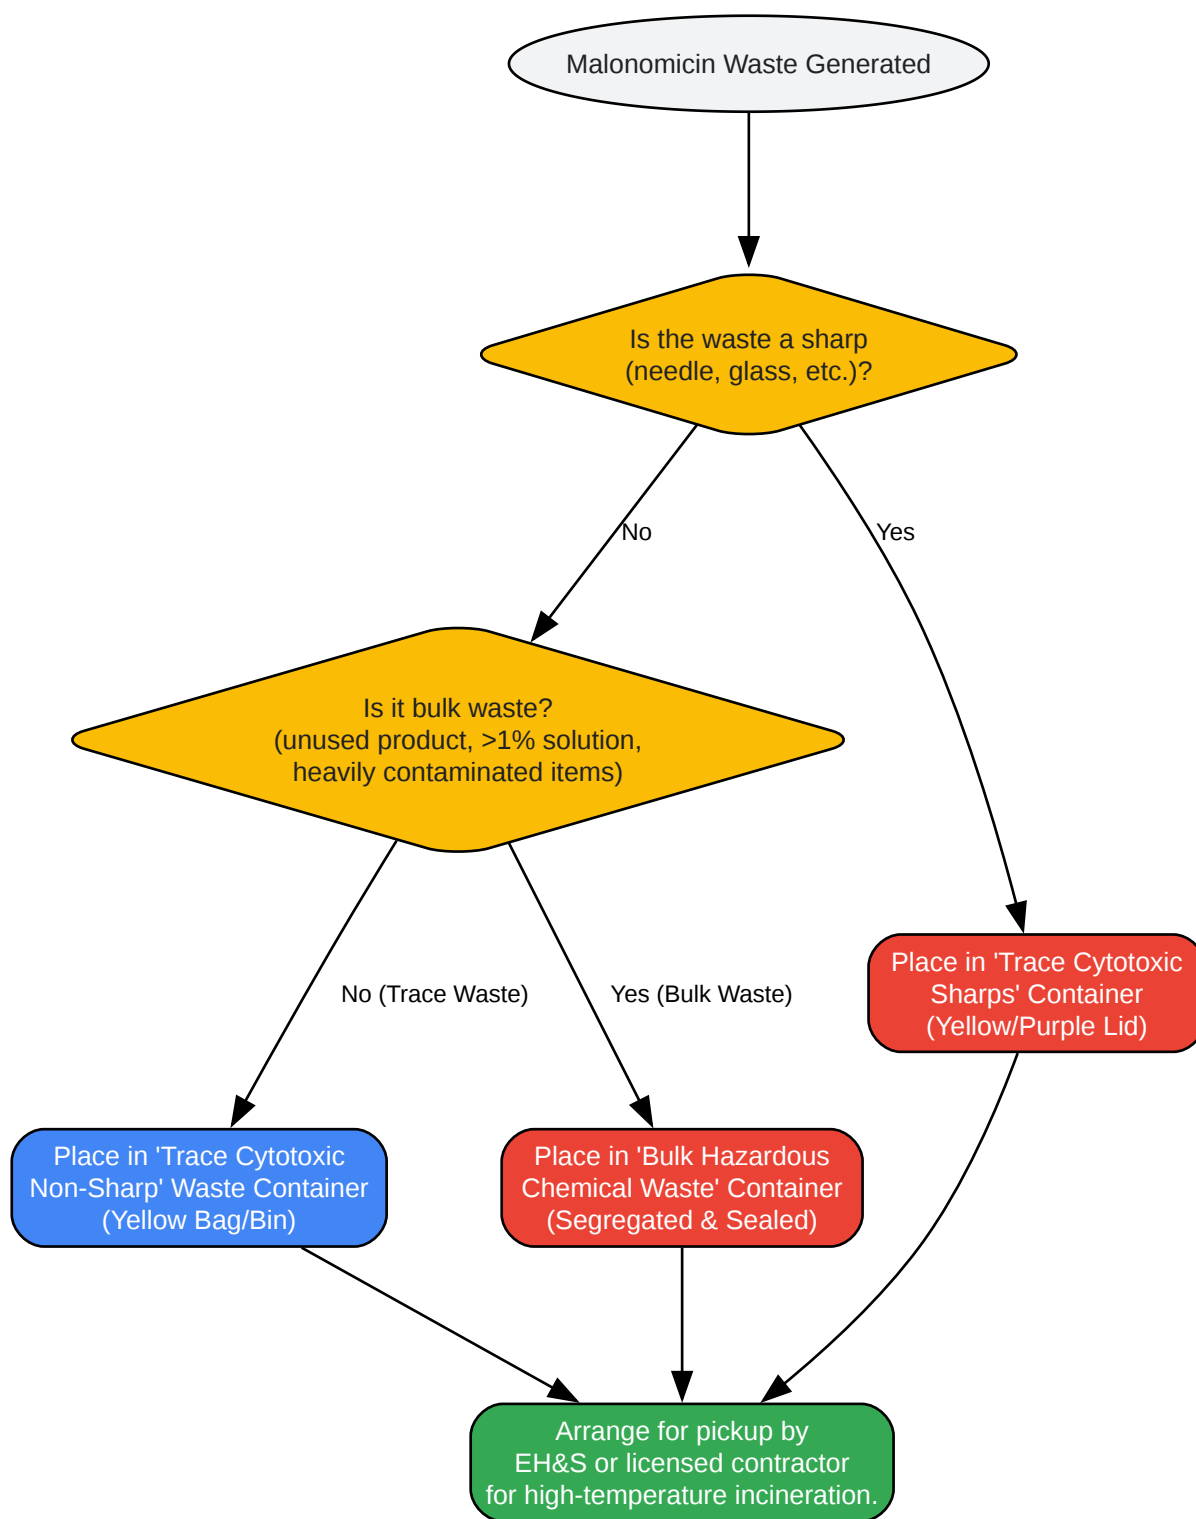 Malonomicin Waste Generated
Is the waste a sharp
(needle, glass, etc.)?
No
Yes
Is it bulk waste?
(unused product, >1% solution,
heavily contaminated items)
No (Trace Waste)
Yes (Bulk Waste)
Place in 'Trace Cytotoxic
Sharps' Container
(Yellow/Purple Lid)
Place in 'Trace Cytotoxic
Non-Sharp' Waste Container
(Yellow Bag/Bin)
Place in 'Bulk Hazardous
Chemical Waste' Container
(Segregated & Sealed)
Arrange for pickup by
EH&S or licensed contractor
for high-temperature incineration.